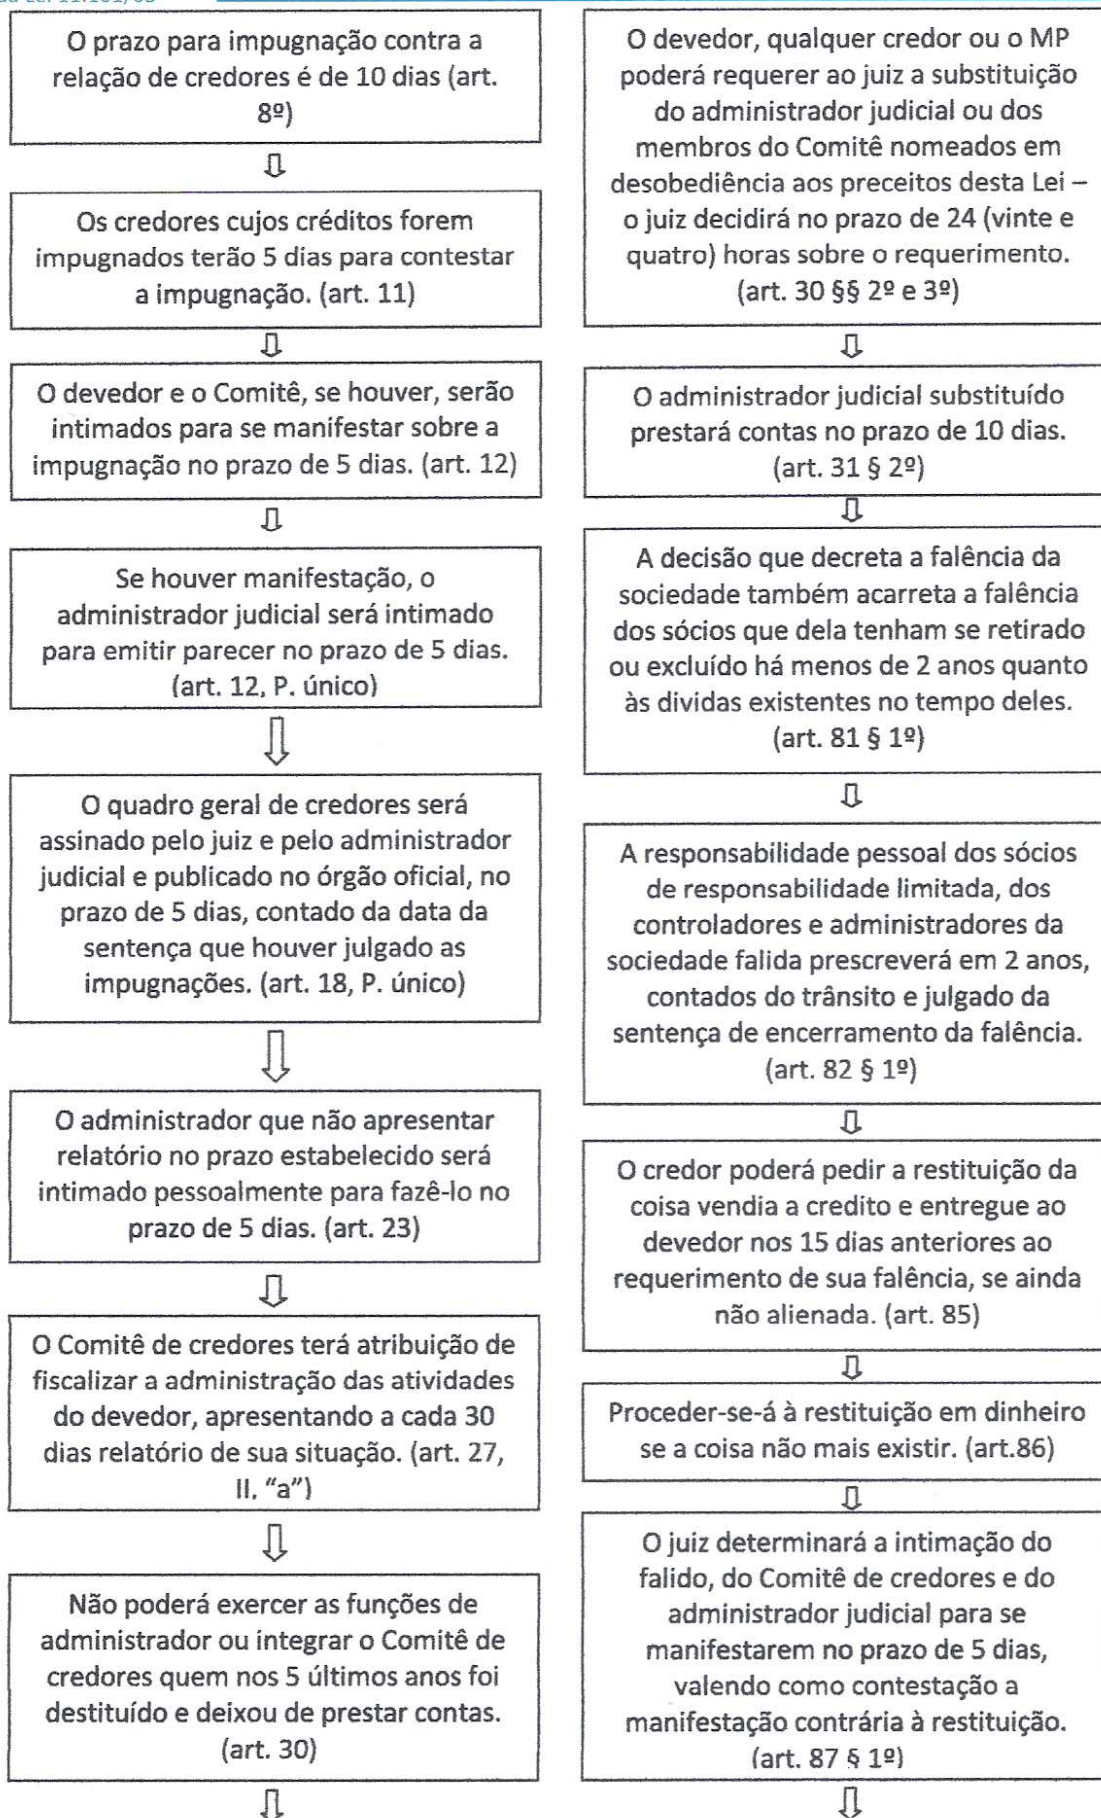 O prazo para impugnação contra a
relação de credores é de 10 dias (art.
8º)
Os credores cujos créditos forem
impugnados terão 5 dias para contestar
a impugnação. (art. 11)
O devedor e o Comitê, se houver, serão
intimados para se manifestar sobre a
impugnação no prazo de 5 dias. (art. 12)
Se houver manifestação, o
administrador judicial será intimado
para emitir parecer no prazo de 5 dias.
(art. 12, P. único)
O quadro geral de credores será
assinado pelo juiz e pelo administrador
judicial e publicado no órgão oficial, no
prazo de 5 dias, contado da data da
sentença que houver julgado as
impugnações. (art. 18, P. único)
O administrador que não apresentar
relatório no prazo estabelecido será
intimado pessoalmente para fazê-lo no
prazo de 5 dias. (art. 23)
O Comitê de credores terá atribuição de
fiscalizar a administração das atividades
do devedor, apresentando a cada 30
dias relatório de sua situação. (art. 27,
II, "a")
Não poderá exercer as funções de
administrador ou integrar o Comitê de
credores quem nos 5 últimos anos foi
destituído e deixou de prestar contas.
(art. 30)
O devedor, qualquer credor ou o MP
poderá requerer ao juiz a substituição
do administrador judicial ou dos
membros do Comitê nomeados em
desobediência aos preceitos desta Lei –
o juiz decidirá no prazo de 24 (vinte e
quatro) horas sobre o requerimento.
(art. 30 §§ 2º e 3º)
O administrador judicial substituído
prestará contas no prazo de 10 dias.
(art. 31 § 2º)
A decisão que decreta a falência da
sociedade também acarreta a falência
dos sócios que dela tenham se retirado
ou excluído há menos de 2 anos quanto
às dividas existentes no tempo deles.
(art. 81 § 1º)
A responsabilidade pessoal dos sócios
de responsabilidade limitada, dos
controladores e administradores da
sociedade falida prescreverá em 2 anos,
contados do trânsito e julgado da
sentença de encerramento da falência.
(art. 82 § 1º)
O credor poderá pedir a restituição da
coisa vendia a credito e entregue ao
devedor nos 15 dias anteriores ao
requerimento de sua falência, se ainda
não alienada. (art. 85)
Proceder-se-á à restituição em dinheiro
se a coisa não mais existir. (art.86)
O juiz determinará a intimação do
falido, do Comitê de credores e do
administrador judicial para se
manifestarem no prazo de 5 dias,
valendo como contestação a
manifestação contrária à restituição.
(art. 87 § 1º)